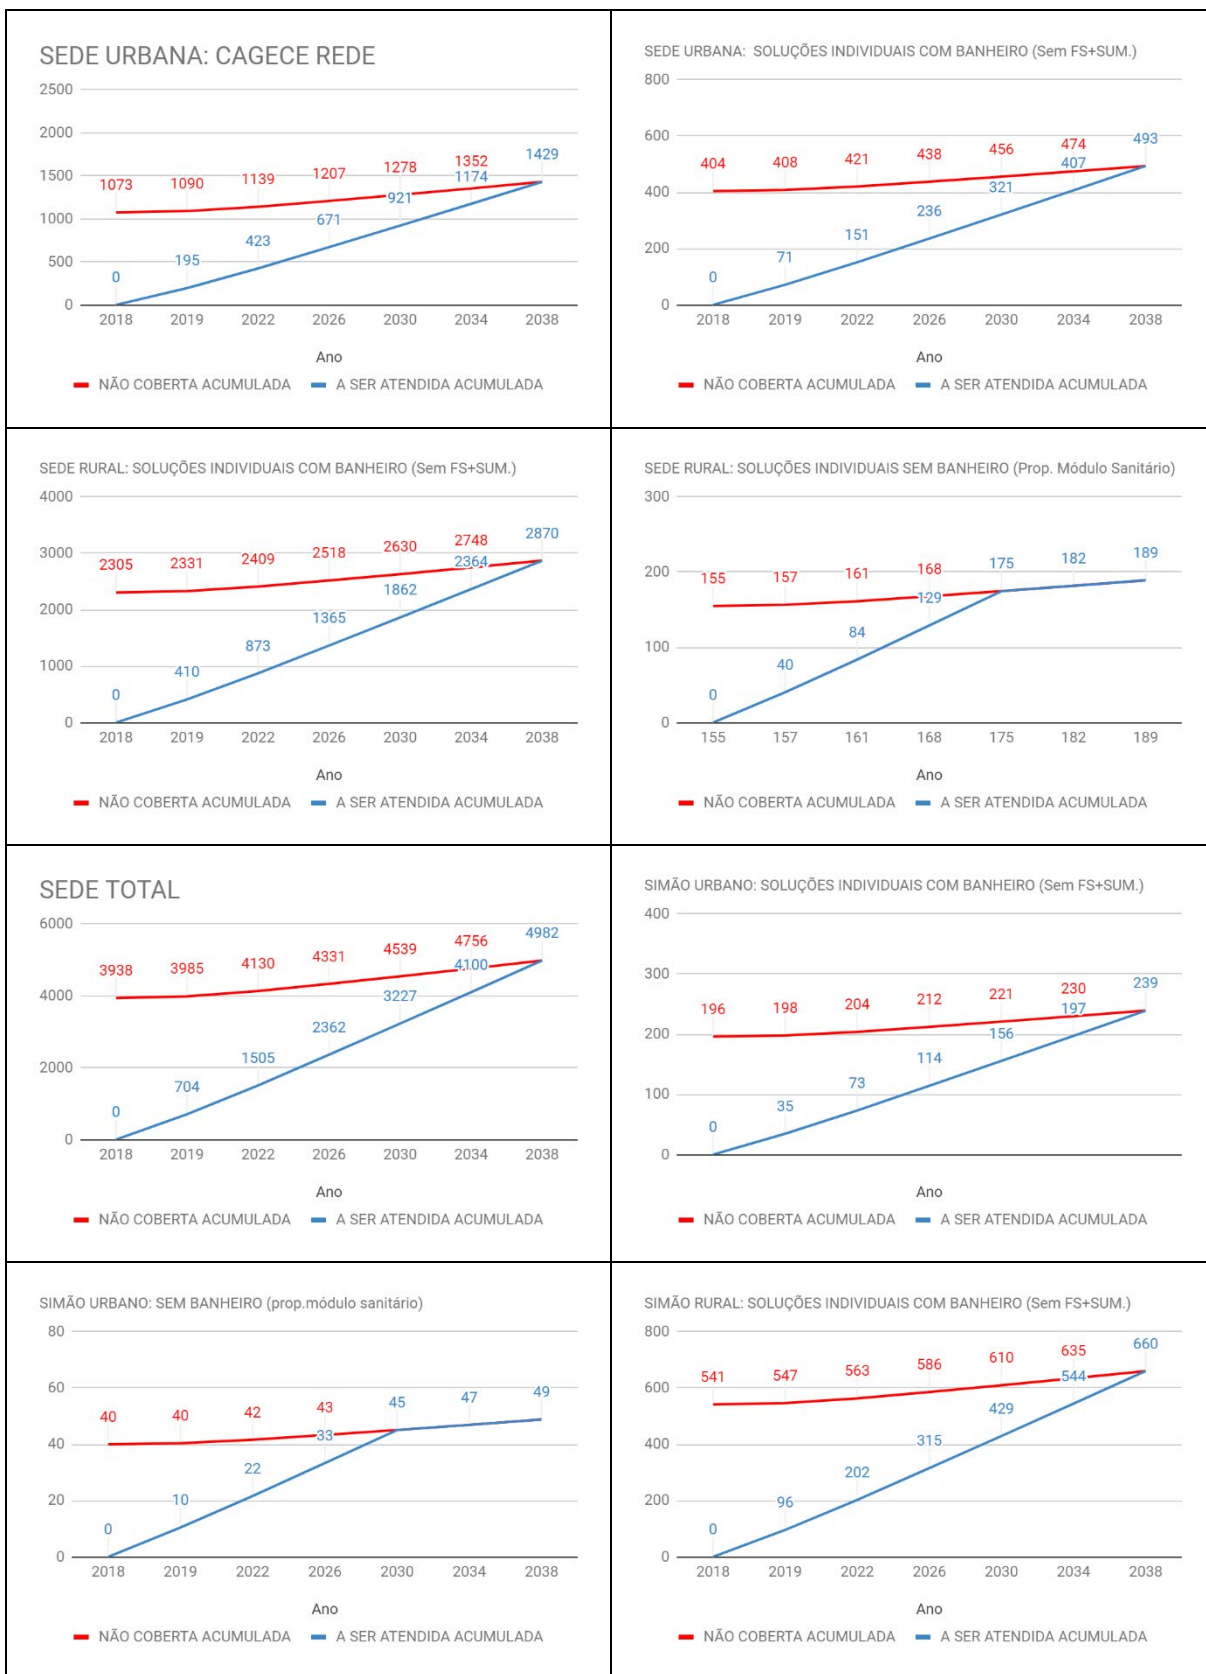 SEDE URBANA: CAGECE REDE
2500
2000
1500
1000
500
0
1073 1090 1139 1207 1278 1352 1429
0 195 423 671 921 1174
2018 2019 2022 2026 2030 2034 2038
Ano
NÃO COBERTA ACUMULADA A SER ATENDIDA ACUMULADA
SEDE URBANA: SOLUÇÕES INDIVIDUAIS COM BANHEIRO (Sem FS+SUM.)
800
600
400
200
0
404 408 421 438 456 474 493
0 71 151 236 321 407
2018 2019 2022 2026 2030 2034 2038
Ano
NÃO COBERTA ACUMULADA A SER ATENDIDA ACUMULADA
SEDE RURAL: SOLUÇÕES INDIVIDUAIS COM BANHEIRO (Sem FS+SUM.)
4000
3000
2000
1000
0
2305 2331 2409 2518 2630 2748 2870
0 410 873 1365 1862 2364
2018 2019 2022 2026 2030 2034 2038
Ano
NÃO COBERTA ACUMULADA A SER ATENDIDA ACUMULADA
SEDE RURAL: SOLUÇÕES INDIVIDUAIS SEM BANHEIRO (Prop. Módulo Sanitário)
300
200
100
0
155 157 161 168 175 182 189
0 40 84 129
155 157 161 168 175 182 189
Ano
NÃO COBERTA ACUMULADA A SER ATENDIDA ACUMULADA
SEDE TOTAL
6000
4000
2000
0
3938 3985 4130 4331 4539 4756 4982
0 704 1505 2362 3227 4100
2018 2019 2022 2026 2030 2034 2038
Ano
NÃO COBERTA ACUMULADA A SER ATENDIDA ACUMULADA
SIMÃO URBANO: SOLUÇÕES INDIVIDUAIS COM BANHEIRO (Sem FS+SUM.)
400
300
200
100
0
196 198 204 212 221 230 239
0 35 73 114 156 197
Ano
NÃO COBERTA ACUMULADA A SER ATENDIDA ACUMULADA
SIMÃO URBANO: SEM BANHEIRO (prop.módulo sanitário)
80
60
40
20
0
40 40 42 43 45 47 49
0 10 22 33
2018 2019 2022 2026 2030 2034 2038
Ano
NÃO COBERTA ACUMULADA A SER ATENDIDA ACUMULADA
SIMÃO RURAL: SOLUÇÕES INDIVIDUAIS COM BANHEIRO (Sem FS+SUM.)
800
600
400
200
0
541 547 563 586 610 635 660
0 96 202 315 429 544
2018 2019 2022 2026 2030 2034 2038
Ano
NÃO COBERTA ACUMULADA A SER ATENDIDA ACUMULADA